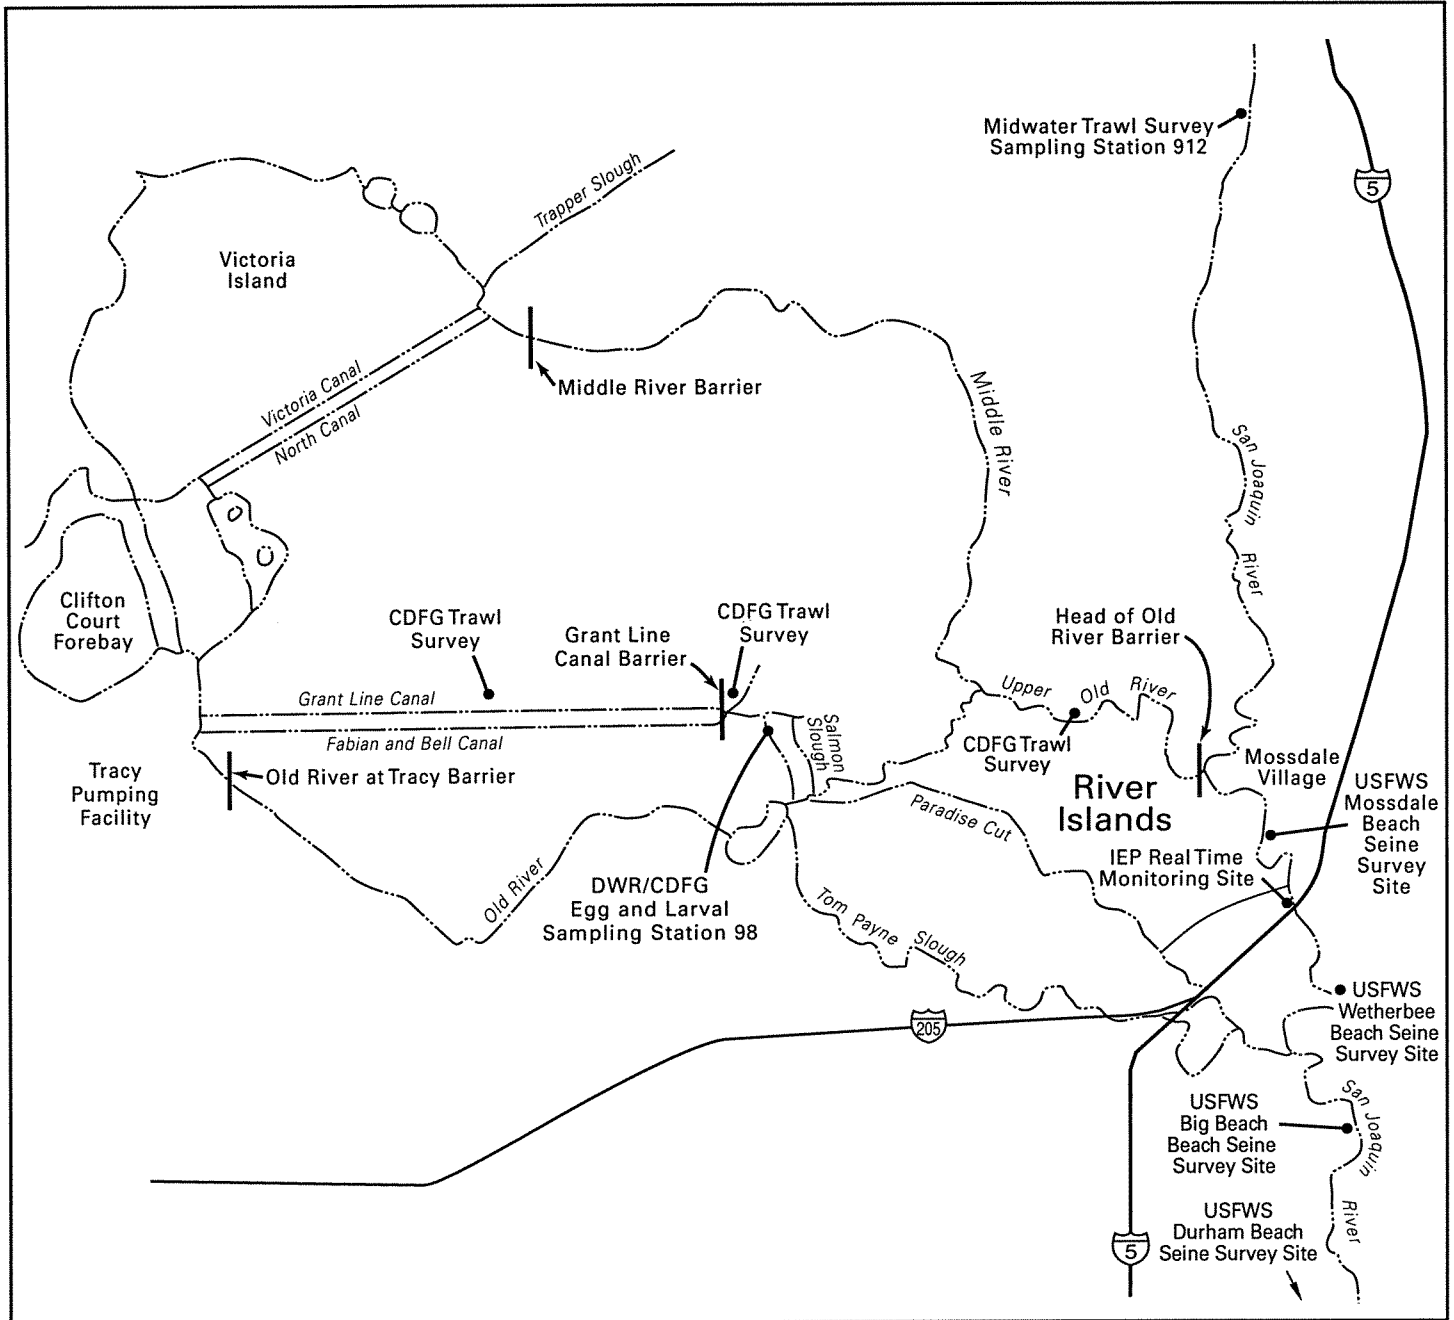 Midwater Trawl Survey
Sampling Station 912
5
Trapper Slough
Victoria
Island
Victoria Canal
North Canal
Middle River Barrier
Middle River
San Joaquin
River
Clifton
Court
Forebay
CDFG Trawl
Survey
Grant Line
Canal Barrier
CDFG Trawl
Survey
Head of Old
River Barrier
Upper Old River
Grant Line Canal
Fabian and Bell Canal
Salmon
Slough
CDFG Trawl
Survey
Mossdale
Village
Tracy
Pumping
Facility
Old River at Tracy Barrier
River
Islands
USFWS
Mossdale
Beach
Seine
Survey
Site
Paradise Cut
IEP Real Time
Monitoring Site
Old River
DWR/CDFG
Egg and Larval
Sampling Station 98
Tom Payne Slough
205
USFWS
Wetherbee
Beach Seine
Survey Site
San Joaquin
River
USFWS
Big Beach
Beach Seine
Survey Site
USFWS
Durham Beach
Seine Survey Site
5